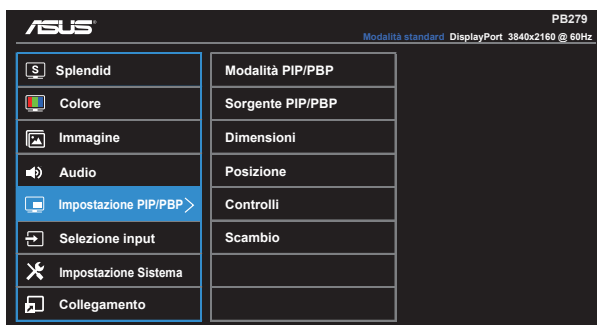 ASUS
PB279
Modalità standard DisplayPort 3840x2160 @ 60Hz
S Splendid
Colore
Immagine
Audio
Impostazione PIP/PBP
Selezione input
Impostazione Sistema
Collegamento
Modalità PIP/PBP
Sorgente PIP/PBP
Dimensioni
Posizione
Controlli
Scambio